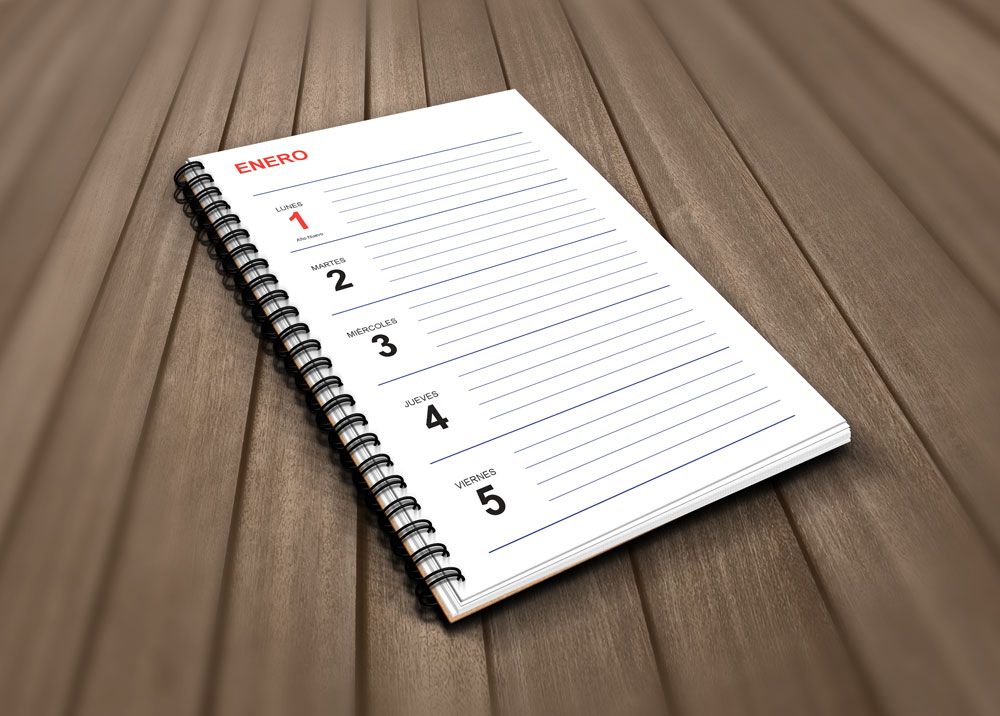 ENERO
LUNES
1
Año Nuevo
MARTES
2
MIÉRCOLES
3
JUEVES
4
VIERNES
5